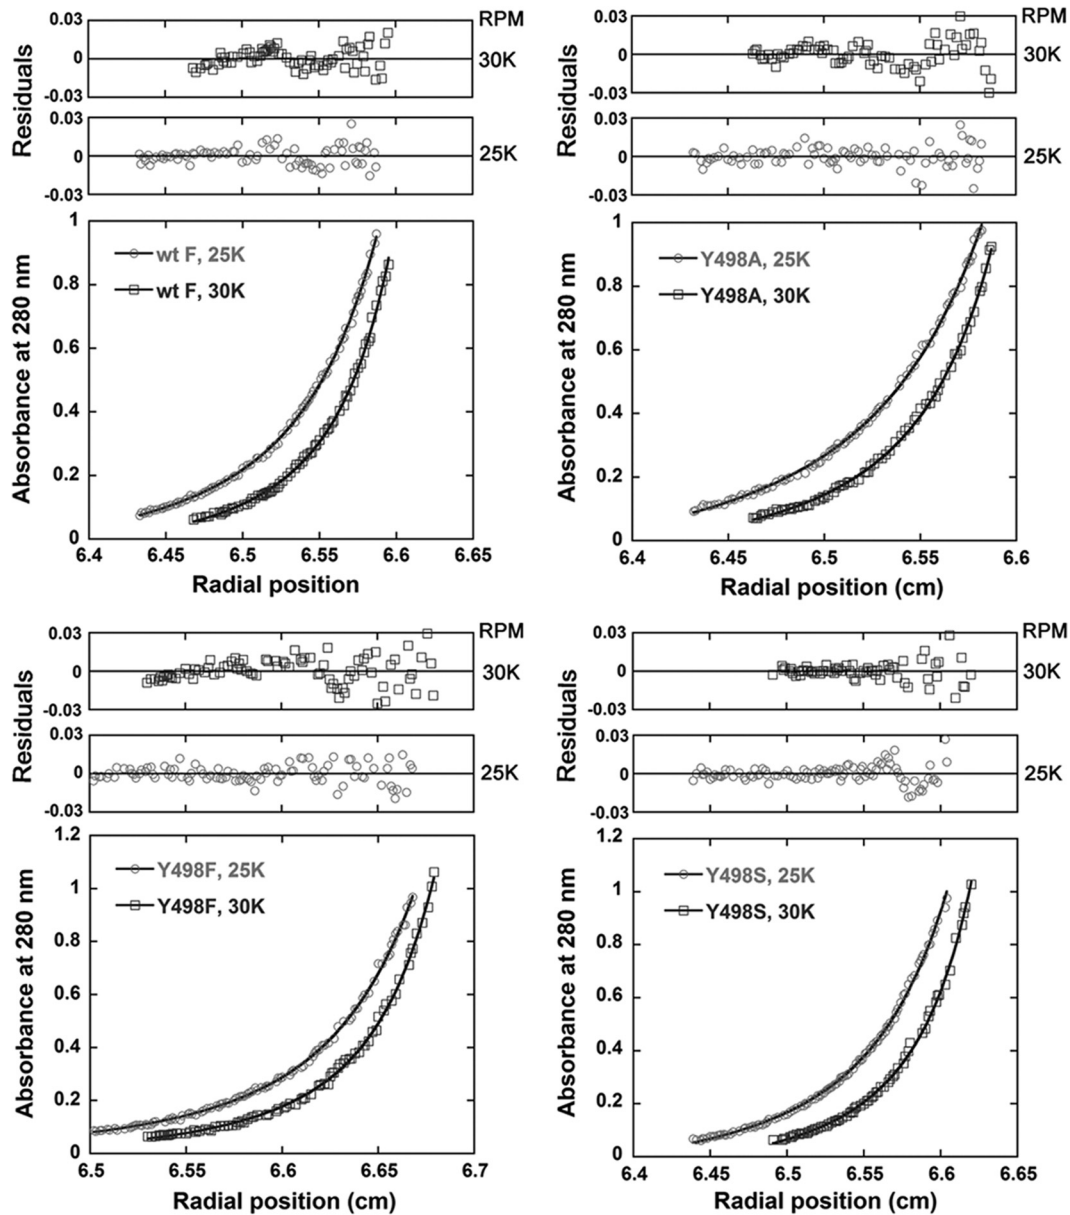 RPM
0.03
0
-0.03
30K
Residuals
0.03
0
-0.03
25K
1
0.8
0.6
0.4
0.2
0
Absorbance at 280 nm
wt F, 25K
wt F, 30K
6.4 6.45 6.5 6.55 6.6 6.65
Radial position
RPM
0.03
0
-0.03
30K
Residuals
0.03
0
-0.03
25K
1
0.8
0.6
0.4
0.2
0
Absorbance at 280 nm
Y498A, 25K
Y498A, 30K
6.4 6.45 6.5 6.55 6.6
Radial position (cm)
RPM
0.03
0
-0.03
30K
Residuals
0.03
0
-0.03
25K
1.2
1
0.8
0.6
0.4
0.2
0
Absorbance at 280 nm
Y498F, 25K
Y498F, 30K
6.5 6.55 6.6 6.65 6.7
Radial position (cm)
RPM
0.03
0
-0.03
30K
Residuals
0.03
0
-0.03
25K
1.2
1
0.8
0.6
0.4
0.2
0
Absorbance at 280 nm
Y498S, 25K
Y498S, 30K
6.4 6.45 6.5 6.55 6.6 6.65
Radial position (cm)